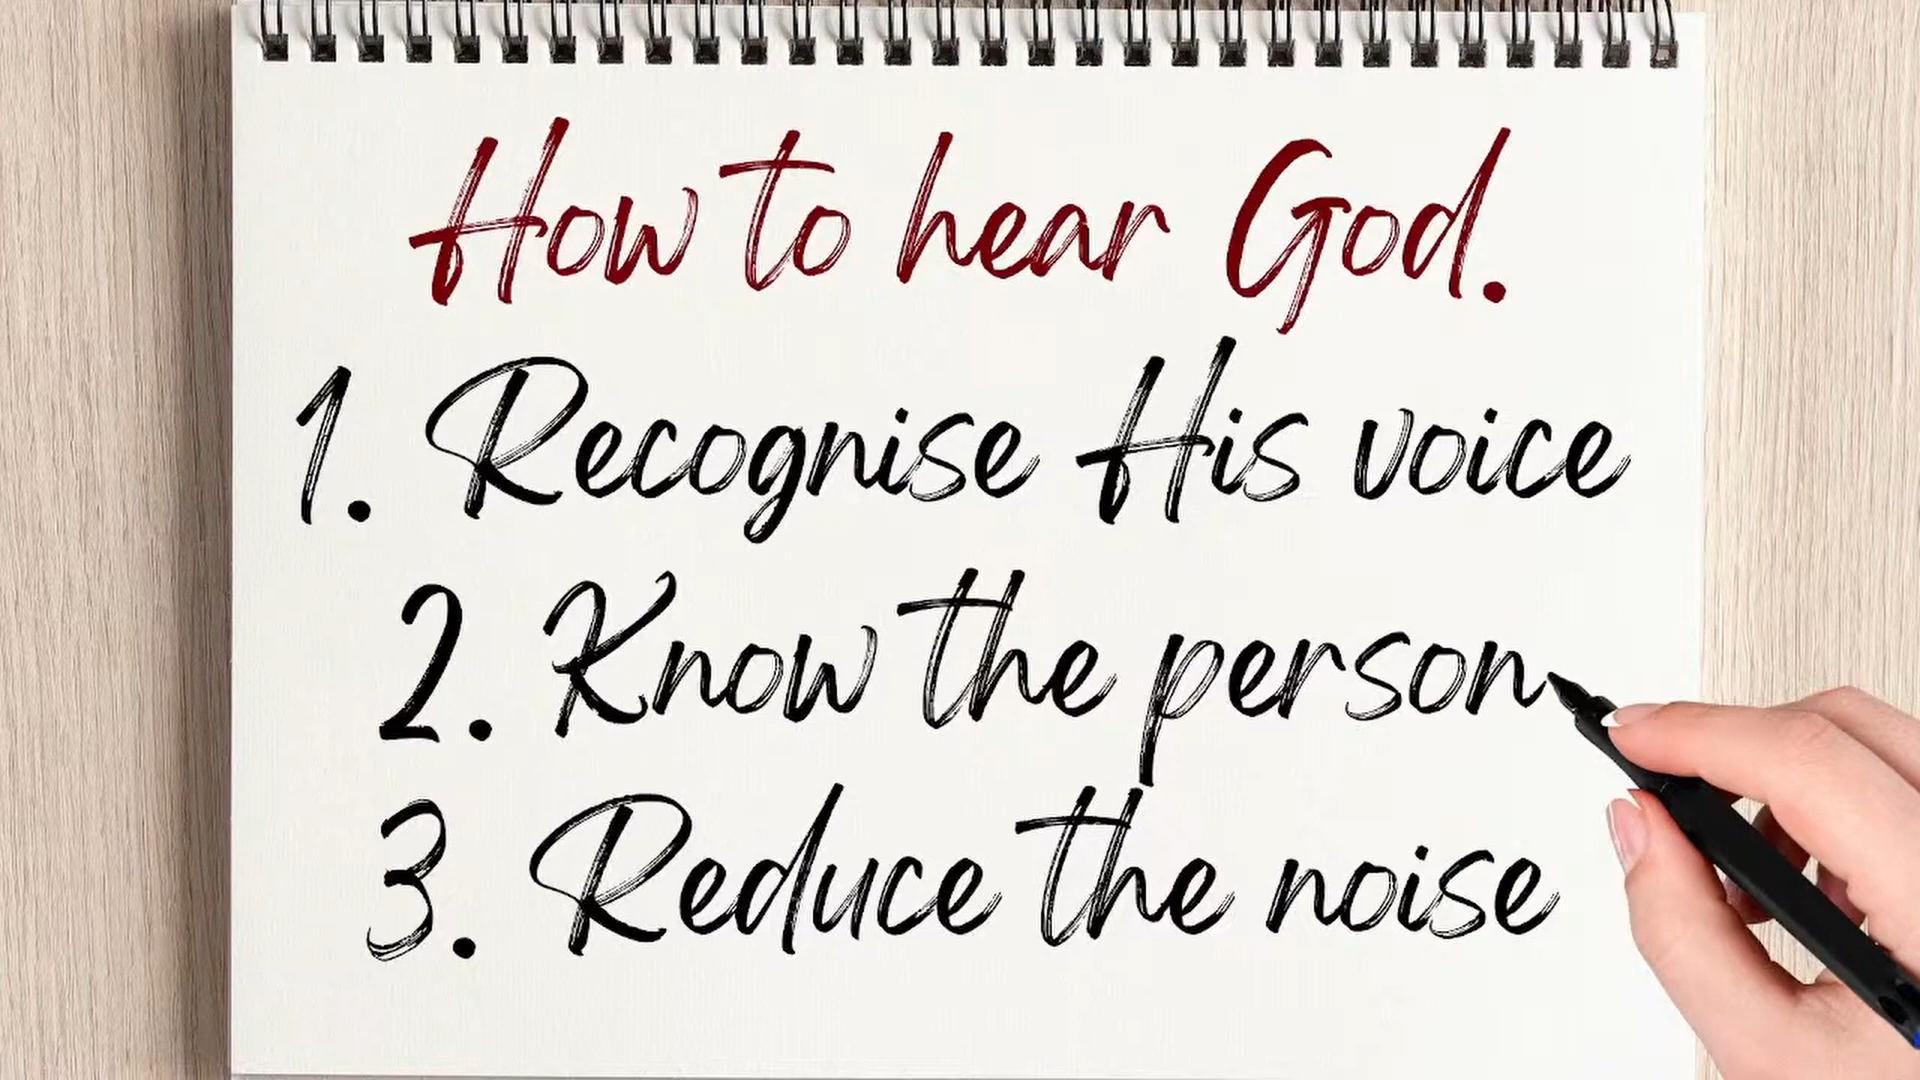 How to hear God.
1. Recognise His voice
2. Know the person
3. Reduce the noise